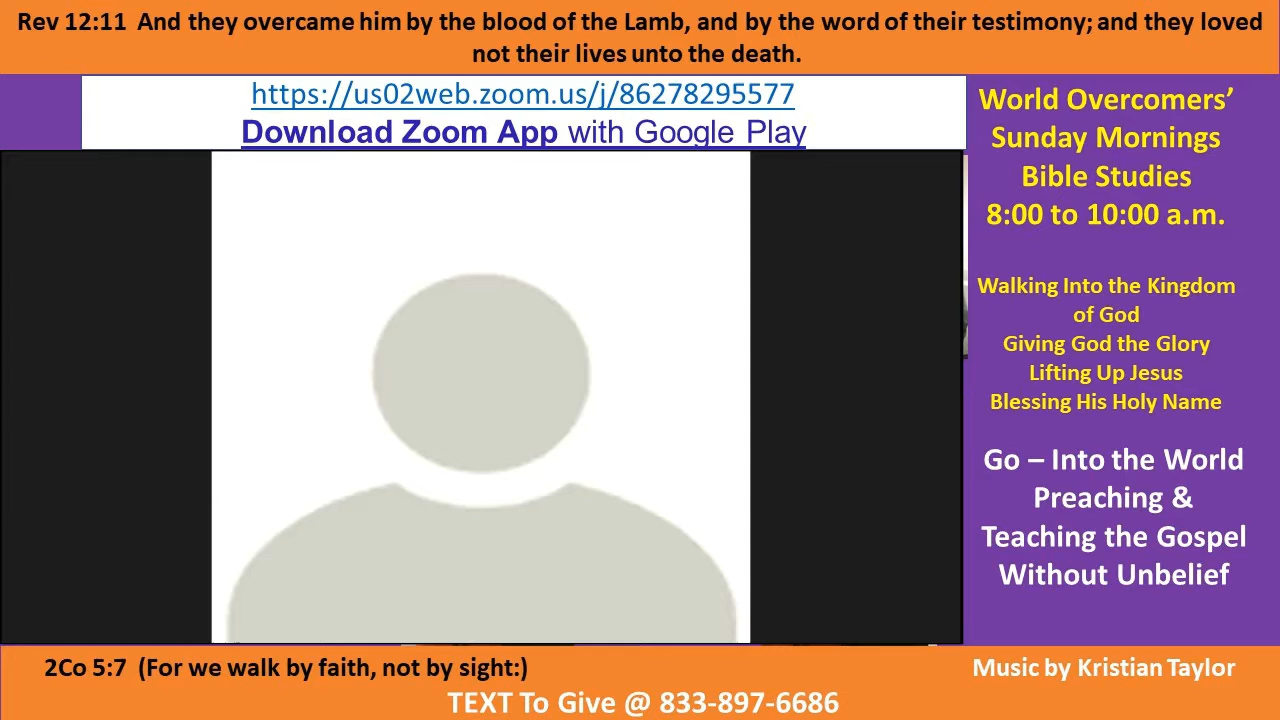 Rev 12:11  And they overcame him by the blood of the Lamb, and by the word of their testimony; and they loved
not their lives unto the death.
https://us02web.zoom.us/j/86278295577
Download Zoom App with Google Play
World Overcomers’
Sunday Mornings
Bible Studies
8:00 to 10:00 a.m.
Walking Into the Kingdom
of God
Giving God the Glory
Lifting Up Jesus
Blessing His Holy Name
Go – Into the World
Preaching &
Teaching the Gospel
Without Unbelief
2Co 5:7  (For we walk by faith, not by sight:)
Music by Kristian Taylor
TEXT To Give @ 833-897-6686